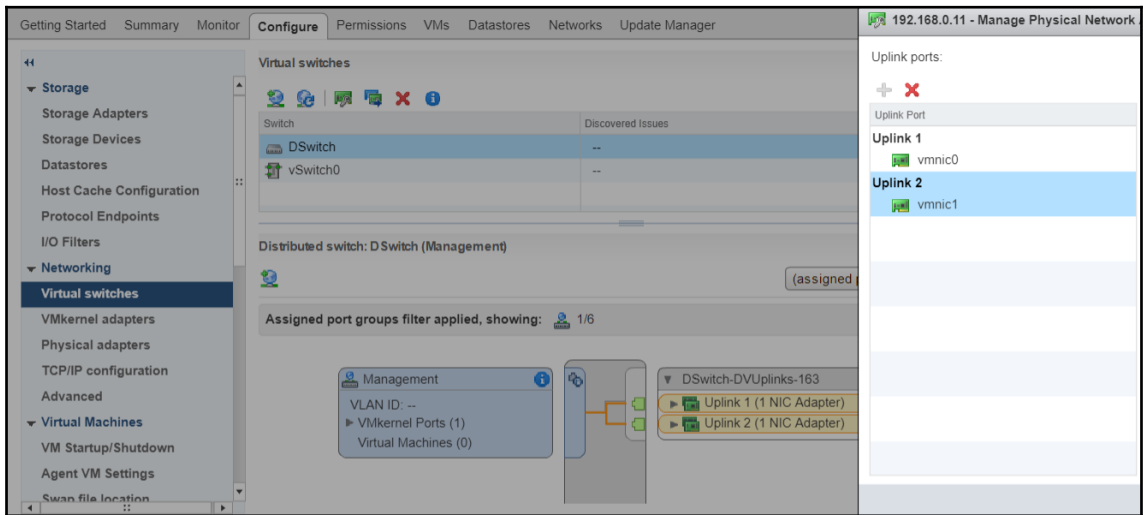 Getting Started Summary Monitor Configure Permissions VMs Datastores Networks Update Manager
Storage
Storage Adapters
Storage Devices
Datastores
Host Cache Configuration
Protocol Endpoints
I/O Filters
Networking
Virtual switches
VMkernel adapters
Physical adapters
TCP/IP configuration
Advanced
Virtual Machines
VM Startup/Shutdown
Agent VM Settings
Swap file location
Virtual switches
Switch Discovered Issues
DSwitch --
vSwitch0 --
Distributed switch: DSwitch (Management)
(assigned
Assigned port groups filter applied, showing: 1/6
Management
VLAN ID: --
VMkernel Ports (1)
Virtual Machines (0)
DSwitch-DVUplinks-163
Uplink 1 (1 NIC Adapter)
Uplink 2 (1 NIC Adapter)
192.168.0.11 - Manage Physical Network
Uplink ports:
Uplink Port
Uplink 1
vmnic0
Uplink 2
vmnic1